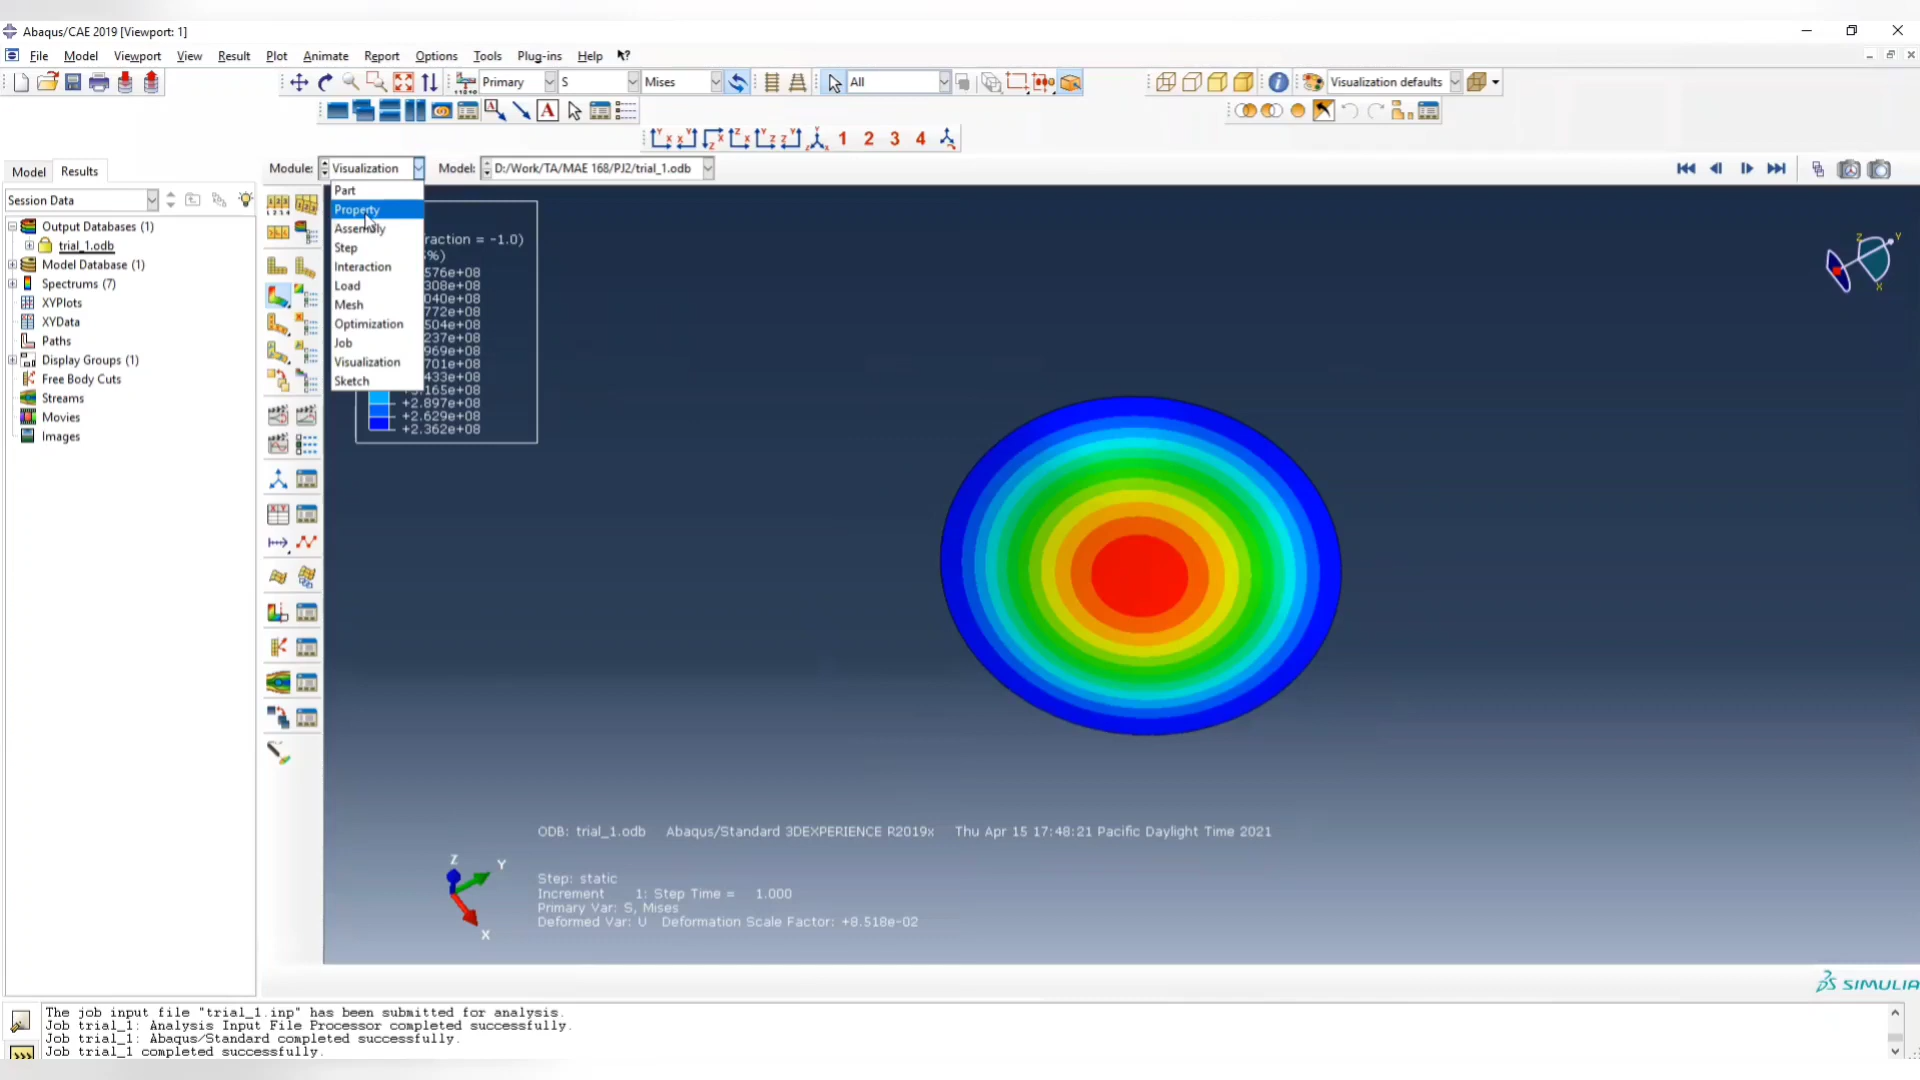 Abaqus/CAE 2019 [Viewport: 1]
File Model Viewport View Result Plot Animate Report Options Tools Plug-ins Help
Primary S Mises All Visualization defaults
A
1 2 3 4
Model Results
Module: Visualization Model: D:/Work/TA/MAE 168/PJ2/trial_1.odb
Session Data
Output Databases (1)
trial_1.odb
Model Database (1)
Spectrums (7)
XYPlots
XYData
Paths
Display Groups (1)
Free Body Cuts
Streams
Movies
Images
Part
Property
Assembly
Step
Interaction
Load
Mesh
Optimization
Job
Visualization
Sketch
raction = -1.0)
%)
576e+08
308e+08
040e+08
772e+08
504e+08
237e+08
969e+08
701e+08
433e+08
165e+08
+2.897e+08
+2.629e+08
+2.362e+08
Z Y X
ODB: trial_1.odb Abaqus/Standard 3DEXPERIENCE R2019x Thu Apr 15 17:48:21 Pacific Daylight Time 2021
Z Y X
Step: static
Increment 1: Step Time = 1.000
Primary Var: S, Mises
Deformed Var: U Deformation Scale Factor: +8.518e-02
SIMULIA
The job input file "trial_1.inp" has been submitted for analysis.
Job trial_1: Analysis Input File Processor completed successfully.
Job trial_1: Abaqus/Standard completed successfully.
Job trial_1 completed successfully.
>>>